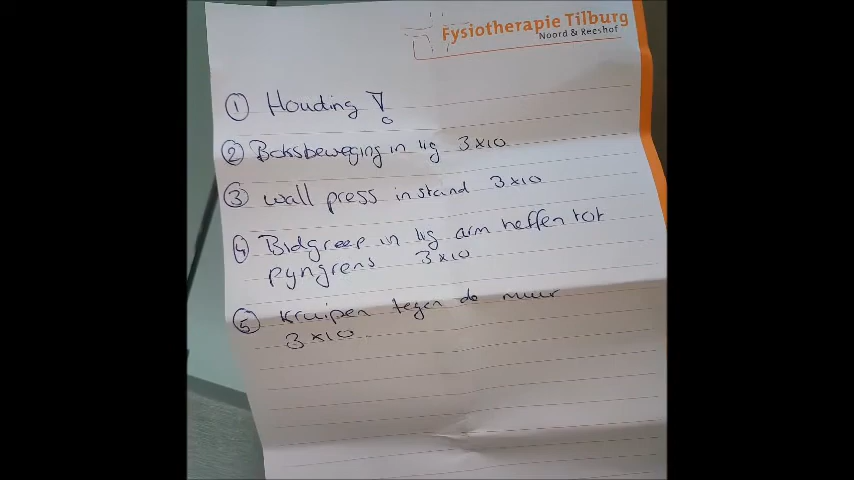 Fysiotherapie Tilburg
Noord & Reeshof
① Houding !
② Boksbeweging in lig 3x10
③ wall press in stand 3x10
④ Bidgreep in lig arm heffen tot
pyngrens 3x10
⑤ Kruipen tegen de muur
3x10